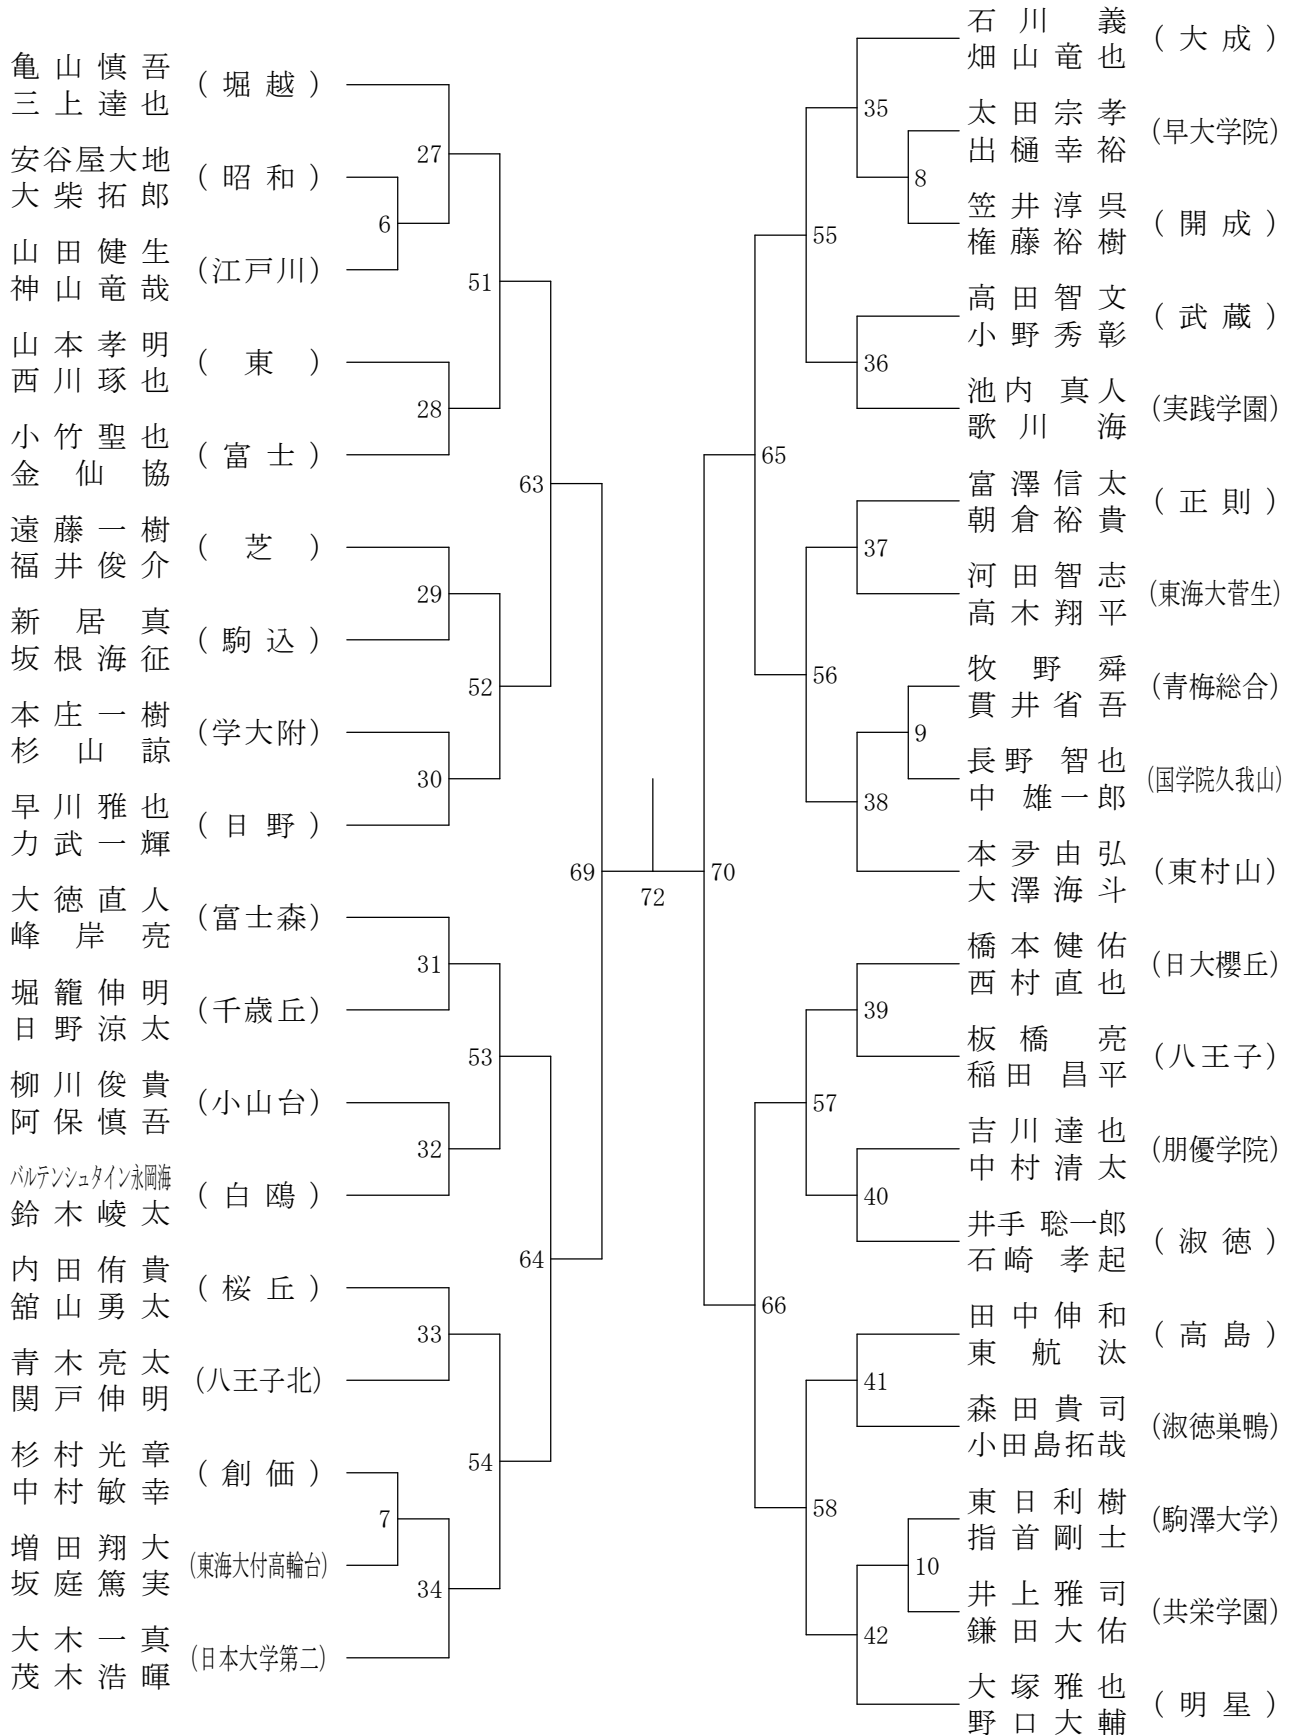 亀山慎吾
三上達也
(堀越)
安谷屋大地
大柴拓郎
(昭和)
山田健生
神山竜哉
(江戸川)
山本孝明
西川琢也
(東)
小竹聖也
金仙協
(富士)
遠藤一樹
福井俊介
(芝)
新居真
坂根海征
(駒込)
本庄一樹
杉山諒
(学大附)
早川雅也
力武一輝
(日野)
大徳直人
峰岸亮
(富士森)
堀籠伸明
日野涼太
(千歳丘)
柳川俊貴
阿保慎吾
(小山台)
バルテンシュタイン永岡海
鈴木崚太
(白鴎)
内田侑貴
舘山勇太
(桜丘)
青木亮太
関戸伸明
(八王子北)
杉村光章
中村敏幸
(創価)
増田翔大
坂庭篤実
(東海大付高輪台)
大木一真
茂木浩暉
(日本大学第二)
27
6
51
28
63
29
52
30
69
31
53
32
64
33
54
7
34
72
70
石川義
畑山竜也
(大成)
太田宗孝
出樋幸裕
(早大学院)
笠井淳呉
権藤裕樹
(開成)
高田智文
小野秀彰
(武蔵)
池内真人
歌川海
(実践学園)
富澤信太
朝倉裕貴
(正則)
河田智志
高木翔平
(東海大菅生)
牧野舜
貫井省吾
(青梅総合)
長野智也
中雄一郎
(国学院久我山)
本多由弘
大澤海斗
(東村山)
橋本健佑
西村直也
(日大櫻丘)
板橋亮
稲田昌平
(八王子)
吉川達也
中村清太
(朋優学院)
井手聡一郎
石崎孝起
(淑徳)
田中伸和
東航汰
(高島)
森田貴司
小田島拓哉
(淑徳巣鴨)
東日利樹
指首剛士
(駒澤大学)
井上雅司
鎌田大佑
(共栄学園)
大塚雅也
野口大輔
(明星)
35
8
55
36
65
37
56
9
38
39
57
40
66
41
58
10
42